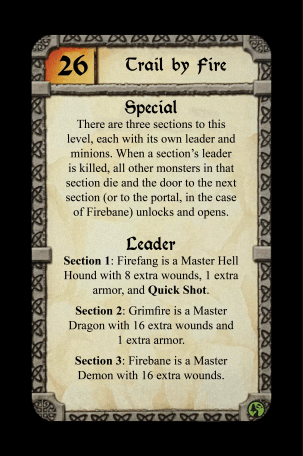 26 Trail by Fire
Special
There are three sections to this
level, each with its own leader and
minions. When a section's leader
is killed, all other monsters in that
section die and the door to the next
section (or to the portal, in the case
of Firebane) unlocks and opens.
Leader
Section 1: Firefang is a Master Hell
Hound with 8 extra wounds, 1 extra
armor, and Quick Shot.
Section 2: Grimfire is a Master
Dragon with 16 extra wounds and
1 extra armor.
Section 3: Firebane is a Master
Demon with 16 extra wounds.